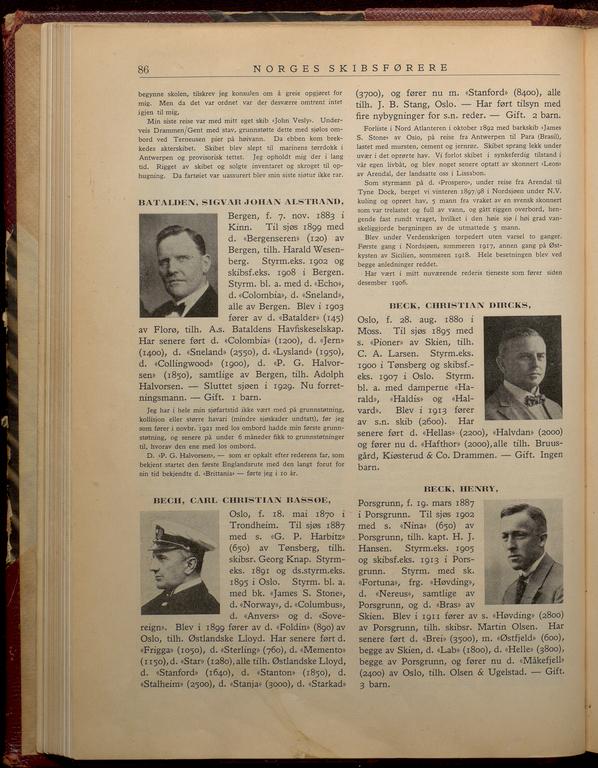 86
NORGES SKIBSFØRERE
begynne skolen, tilskrev jeg konsulen om å greie opgjøret for
mig. Men da det var ordnet var der desværre omtrent intet
igjen til mig.
Min siste reise var med mitt eget skib «John Vesly». Under-
veis Drammen/Gent med stav, grunnstøtte dette med sjølos om-
bord ved Terneusen pier på høivann. Da ebben kom brek-
kedes akterskibet. Skibet blev slept til marinens tørrdokk i
Antwerpen og provisorisk tettet. Jeg opholdt mig der i lang
tid. Rigget av skibet og solgte inventaret og skroget til op-
hugning. Da fartøiet var uassurert blev min siste sjøtur ikke rar.
BATALDEN, SIGVAR JOHAN ALSTRAND,
Bergen, f. 7. nov. 1883 i
Kinn. Til sjøs 1899 med
d. «Bergenseren» (120) av
Bergen, tilh. Harald Wesen-
berg. Styrm.eks. 1902 og
skibsf.eks. 1908 i Bergen.
Styrm. bl. a. med d. «Echo»,
d. «Colombia», d. «Sneland»,
alle av Bergen. Blev i 1903
fører av d. «Batalder» (145)
av Florø, tilh. A.s. Bataldens Havfiskeselskap.
Har senere ført d. «Colombia» (1200), d. «Jern»
(1400), d. «Sneland» (2550), d. «Lysland» (1950),
d. «Collingwood» (1900), d. «P. G. Halvor-
sen» (1850), samtlige av Bergen, tilh. Adolph
Halvorsen. — Sluttet sjøen i 1929. Nu forret-
ningsmann. — Gift. 1 barn.
Jeg har i hele min sjøfartstid ikke vært med på grunnstøtning,
kollisjon eller større havari (mindre sjøskader undtatt), før jeg
som fører i novbr. 1921 med los ombord hadde min første grunn-
støtning, og senere på under 6 måneder fikk to grunnstøtninger
til, hvorav den ene med los ombord.
D. «P. G. Halvorsen», — som er opkalt efter rederens far, som
bekjent startet den første Englandsrute med den langt forut for
sin tid bekjendte d. «Brittania» — førte jeg i 10 år.
BECH, CARL CHRISTIAN BASSØE,
Oslo, f. 18. mai 1870 i
Trondheim. Til sjøs 1887
med s. «G. P. Harbitz»
(650) av Tønsberg, tilh.
skibsr. Georg Knap. Styrm-
eks. 1891 og ds.styrm.eks.
1895 i Oslo. Styrm. bl. a.
med bk. «James S. Stone»,
d. «Norway», d. «Columbus»,
d. «Anvers» og d. «Sove-
reign». Blev i 1899 fører av d. «Foldin» (890) av
Oslo, tilh. Østlandske Lloyd. Har senere ført d.
«Frigga» (1050), d. «Sterling» (760), d. «Memento»
(1150), d. «Star» (1280), alle tilh. Østlandske Lloyd,
d. «Stanford» (1640), d. «Stanton» (1850), d.
«Stalheim» (2500), d. «Stanja» (3000), d. «Starkad»
(3700), og fører nu m. «Stanford» (8400), alle
tilh. J. B. Stang, Oslo. — Har ført tilsyn med
fire nybygninger for s.n. reder. — Gift. 2 barn.
Forliste i Nord Atlanteren i oktober 1892 med barkskib «James
S. Stone» av Oslo, på reise fra Antwerpen til Para (Brasil),
lastet med mursten, cement og jernrør. Skibet sprang lekk under
uvær i det oprørte hav. Vi forlot skibet i synkeferdig tilstand i
vår egen livbåt, og blev noget senere optatt av skonnert «Leon»
av Arendal, der landsatte oss i Lissabon.
Som styrmann på d. «Prospero», under reise fra Arendal til
Tyne Dock, berget vi vinteren 1897/98 i Nordsjøen under N.V.
kuling og oprørt hav, 5 mann fra vraket av en svensk skonnert
som var trelastet og full av vann, og gått riggen overbord, hen-
gende fast rundt vraget, hvilket i den høie sjø i høi grad van-
skeliggjorde bergningen av de utmattede 5 mann.
Blev under Verdenskrigen torpedert uten varsel to ganger.
Første gang i Nordsjøen, sommeren 1917, annen gang på Øst-
kysten av Sicilien, sommeren 1918. Hele besetningen blev ved
begge anledninger reddet.
Har vært i mitt nuværende rederis tjeneste som fører siden
desember 1906.
BECK, CHRISTIAN DIRCKS,
Oslo, f. 28. aug. 1880 i
Moss. Til sjøs 1895 med
s. «Pioner» av Skien, tilh.
C. A. Larsen. Styrm.eks.
1900 i Tønsberg og skibsf.-
eks. 1907 i Oslo. Styrm.
bl. a. med damperne «Ha-
rald», «Haldis» og «Hal-
vard». Blev i 1913 fører
av s.n. skib (2600). Har
senere ført d. «Hellas» (2200), «Halvdan» (2000)
og fører nu d. «Hafthor» (2000), alle tilh. Bruus-
gård, Kiøsterud & Co. Drammen. — Gift. Ingen
barn.
BECK, HENRY,
Porsgrunn, f. 19. mars 1887
i Porsgrunn. Til sjøs 1902
med s. «Nina» (650) av
Porsgrunn, tilh. kapt. H. J.
Hansen. Styrm.eks. 1905
og skibsf.eks. 1913 i Pors-
grunn. Styrm. med sk.
«Fortuna», frg. «Høvding»,
d. «Nereus», samtlige av
Porsgrunn, og d. «Bras» av
Skien. Blev i 1911 fører av s. «Høvding» (2800)
av Porsgrunn, tilh. skibsr. Martin Olsen. Har
senere ført d. «Brei» (3500), m. «Østfjeld» (600),
begge av Skien, d. «Lab» (1800), d. «Helle» (3800),
begge av Porsgrunn, og fører nu d. «Måkefjell»
(2400) av Oslo, tilh. Olsen & Ugelstad. — Gift.
3 barn.